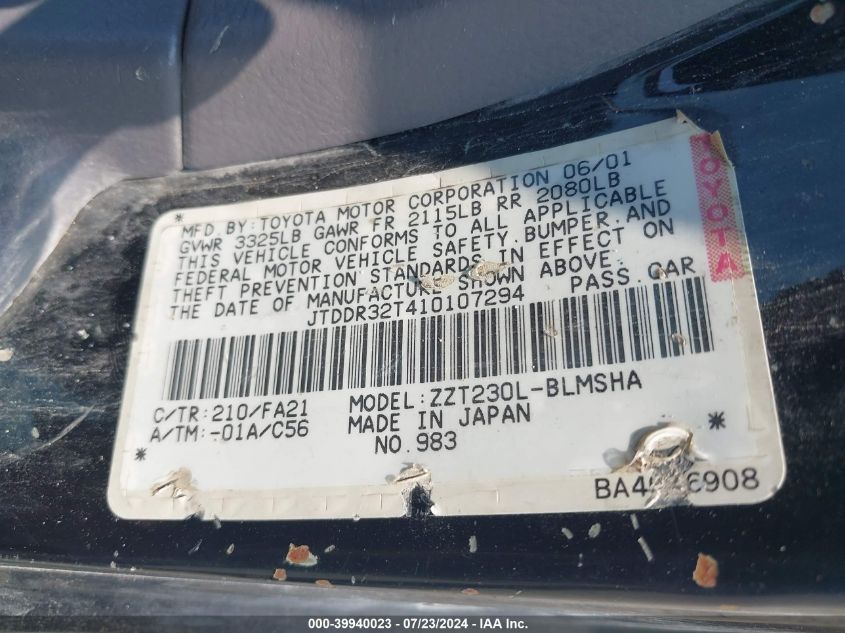 MFD. BY: TOYOTA MOTOR CORPORATION 06/01
GVWR 3325LB GAWR FR 2115LB RR 2080LB
THIS VEHICLE CONFORMS TO ALL APPLICABLE
FEDERAL MOTOR VEHICLE SAFETY, BUMPER, AND
THEFT PREVENTION STANDARDS IN EFFECT ON
THE DATE OF MANUFACTURE SHOWN ABOVE.
JTDDR32T410107294 PASS. CAR
TOYOTA
C/TR: 210/FA21 MODEL: ZZT230L-BLMSHA
A/TM: -01A/C56 MADE IN JAPAN
NO. 983
000-39940023 / 07/23/2024 - IAA Inc.